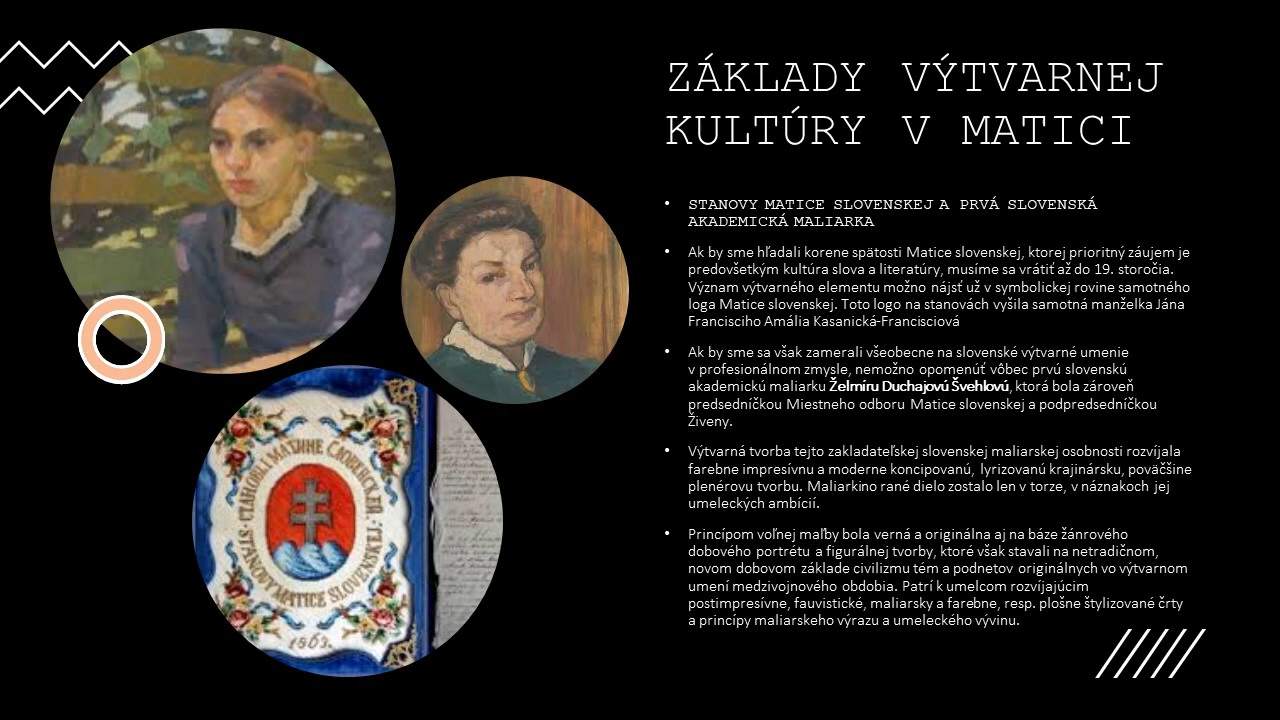 ZÁKLADY VÝTVARNEJ
KULTÚRY V MATICI
• STANOVY MATICE SLOVENSKEJ A PRVÁ SLOVENSKÁ
AKADEMICKÁ MALIARKA
• Ak by sme hľadali korene spätosti Matice slovenskej, ktorej prioritný záujem je
predovšetkým kultúra slova a literatúry, musíme sa vrátiť až do 19. storočia.
Význam výtvarného elementu možno nájsť už v symbolickej rovine samotného
loga Matice slovenskej. Toto logo na stanovách vyšila samotná manželka Jána
Francisciho Amália Kasanická-Francisciová
• Ak by sme sa však zamerali všeobecne na slovenské výtvarné umenie
v profesionálnom zmysle, nemožno opomenúť vôbec prvú slovenskú
akademickú maliarku Želmíru Duchajovú Švehlovú, ktorá bola zároveň
predsedníčkou Miestneho odboru Matice slovenskej a podpredsedníčkou
Živeny.
• Výtvarná tvorba tejto zakladateľskej slovenskej maliarskej osobnosti rozvíjala
farebne impresívnu a moderne koncipovanú, lyrizovanú krajinársku, poväčšine
plenérovu tvorbu. Maliarkino rané dielo zostalo len v torze, v náznakoch jej
umeleckých ambícií.
• Princípom voľnej maľby bola verná a originálna aj na báze žánrového
dobového portrétu a figurálnej tvorby, ktoré však stavali na netradičnom,
novom dobovom základe civilizmu tém a podnetov originálnych vo výtvarnom
umení medzivojnového obdobia. Patrí k umelcom rozvíjajúcim
postimpresívne, fauvistické, maliarsky a farebne, resp. plošne štylizované črty
a princípy maliarskeho výrazu a umeleckého vývinu.
STANOVY MATICE SLOVENSKEJ
1863.